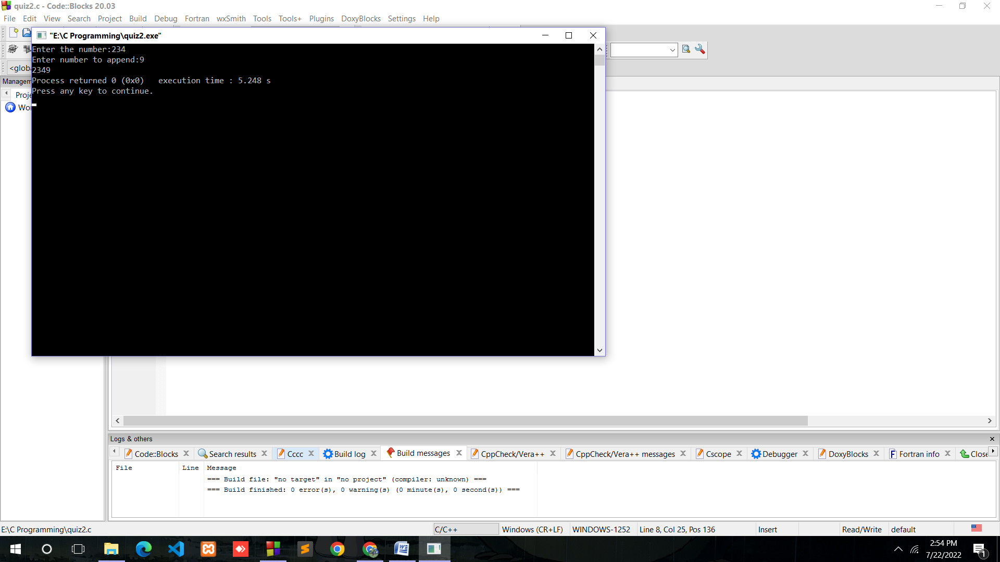 quiz2.c - Code::Blocks 20.03
File Edit View Search Project Build Debug Fortran wxSmith Tools Tools+ Plugins DoxyBlocks Settings Help
"E:\C Programming\quiz2.exe"
Enter the number:234
Enter number to append:9
2349
Process returned 0 (0x0)   execution time : 5.248 s
Press any key to continue.
Logs & others
Code::Blocks Search results Cccc Build log Build messages CppCheck/Vera++ CppCheck/Vera++ messages Cscope Debugger DoxyBlocks Fortran info
File Line Message
=== Build file: "no target" in "no project" (compiler: unknown) ===
=== Build finished: 0 error(s), 0 warning(s) (0 minute(s), 0 second(s)) ===
E:\C Programming\quiz2.c C/C++ Windows (CR+LF) WINDOWS-1252 Line 8, Col 25, Pos 136 Insert Read/Write default
2:54 PM
7/22/2022
1